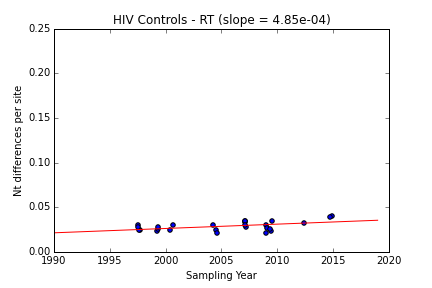 HIV Controls - RT (slope = 4.85e-04)
0.25
0.20
0.15
0.10
0.05
0.00
Nt differences per site
1990 1995 2000 2005 2010 2015 2020
Sampling Year